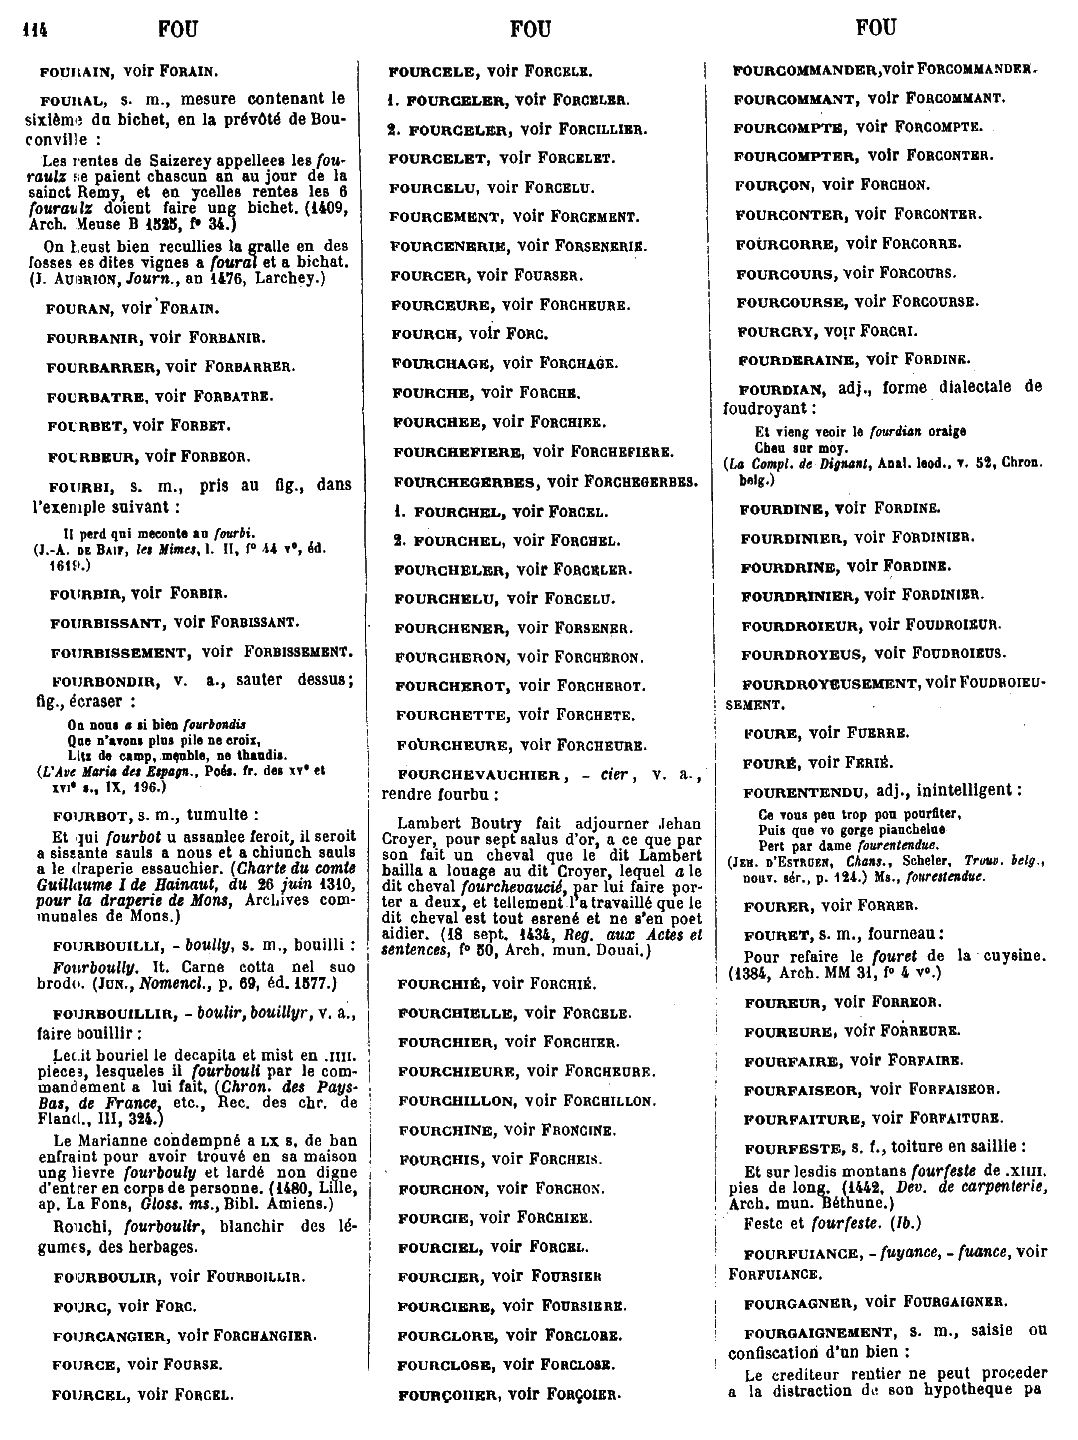 114 FOU FOU FOU
FOURAIN, voir FORAIN.
FOURAL, s. m., mesure contenant le
sixième du bichet, en la prévôté de Bou-
conville :
Les rentes de Saizerey appellees les fou-
raulz se paient chascun an au jour de la
sainct Remy, et en ycelles rentes les 6
fouraulz doient faire ung bichet. (1409,
Arch. Meuse B 1525, f° 34.)
On heust bien recullies la gralle en des
fosses es dites vignes a foural et a bichat.
(J. AUBRION, Journ., an 1476, Larchey.)
FOURAN, voir FORAIN.
FOURBANIR, voir FORBANIR.
FOURBARRER, voir FORBARRER.
FOURBATRE, voir FORBATRE.
FOURBET, voir FORBET.
FOURBEUR, voir FORBEOR.
FOURBI, s. m., pris au fig., dans
l'exemple suivant :
Il perd qui meconte au fourbi.
(J.-A. DE BAIF, les Mimes, l. II, f° 44 v°, éd.
1619.)
FOURBIR, voir FORBIR.
FOURBISSANT, voir FORBISSANT.
FOURBISSEMENT, voir FORBISSEMENT.
FOURBONDIR, v. a., sauter dessus;
fig., écraser :
On nous a si bien fourbondis
Que n'avons plus pile ne croix,
Litz de camp, menble, ne thaudis.
(L'Ave Maria des Espagn., Poés. fr. des XV° et
XVI° s., IX, 196.)
FOURBOT, s. m., tumulte :
Et qui fourbot u assanlee feroit, il seroit
a sissante sauls a nous et a chiunch sauls
a le draperie essauchier. (Charte du comte
Guillaume I de Hainaut, du 26 juin 1310,
pour la draperie de Mons, Archives com-
munales de Mons.)
FOURBOUILLI, - boully, s. m., bouilli :
Fourboully. It. Carne cotta nel suo
brodo. (JUN., Nomencl., p. 69, éd. 1577.)
FOURBOUILLIR, - boulir, bouillyr, v. a.,
faire bouillir :
Ledit bouriel le decapita et mist en .IIII.
pieces, lesqueles il fourbouli par le com-
mandement a lui fait, (Chron. des Pays-
Bas, de France, etc., Rec. des chr. de
Fland., III, 324.)
Le Marianne condempné a LX s. de ban
enfraint pour avoir trouvé en sa maison
ung lievre fourbouly et lardé non digne
d'entrer en corps de personne. (1480, Lille,
ap. La Fons, Gloss. ms., Bibl. Amiens.)
Rouchi, fourboulir, blanchir des lé-
gumes, des herbages.
FOURBOULIR, voir FOURBOILLIR.
FOURC, voir FORC.
FOURCANGIER, voir FORCHANGIER.
FOURCE, voir FOURSE.
FOURCEL, voir FORCEL.
FOURCELE, voir FORCELE.
1. FOURCELER, voir FORCELER.
2. FOURCELER, voir FORCILLIER.
FOURCELET, voir FORCELET.
FOURCELU, voir FORCELU.
FOURCEMENT, voir FORCEMENT.
FOURCENERIE, voir FORSENERIE.
FOURCER, voir FOURSER.
FOURCEURE, voir FORCHEURE.
FOURCH, voir FORC.
FOURCHAGE, voir FORCHAGE.
FOURCHE, voir FORCHE.
FOURCHEE, voir FORCHIEE.
FOURCHEFIERE, voir FORCHEFIERE.
FOURCHEGERBES, voir FORCHEGERBES.
1. FOURCHEL, voir FORCEL.
2. FOURCHEL, voir FORCHEL.
FOURCHELER, voir FORCELER.
FOURCHELU, voir FORCELU.
FOURCHENER, voir FORSENER.
FOURCHERON, voir FORCHERON.
FOURCHEROT, voir FORCHEROT.
FOURCHETTE, voir FORCHETE.
FOURCHEURE, voir FORCHEURE.
FOURCHEVAUCHIER, - cier, v. a.,
rendre fourbu :
Lambert Boutry fait adjourner Jehan
Croyer, pour sept salus d'or, a ce que par
son fait un cheval que le dit Lambert
bailla a louage au dit Croyer, lequel a le
dit cheval fourchevaucié, par lui faire por-
ter a deux, et tellement l'a travaillé que le
dit cheval est tout esrené et ne s'en poet
aidier. (18 sept. 1434, Reg. aux Actes et
sentences, f° 50, Arch. mun. Douai.)
FOURCHIÉ, voir FORCHIÉ.
FOURCHIELLE, voir FORCELE.
FOURCHIER, voir FORCHIER.
FOURCHIEURE, voir FORCHEURE.
FOURCHILLON, voir FORCHILLON.
FOURCHINE, voir FRONCINE.
FOURCHIS, voir FORCHEIS.
FOURCHON, voir FORCHON.
FOURCIE, voir FORCHIEE.
FOURCIEL, voir FORCEL.
FOURCIER, voir FOURSIER
FOURCIERE, voir FOURSIERE.
FOURCLORE, voir FORCLORE.
FOURCLOSE, voir FORCLOSE.
FOURÇOIIER, voir FORÇOIER.
FOURCOMMANDER, voir FORCOMMANDER.
FOURCOMMANT, voir FORCOMMANT.
FOURCOMPTE, voir FORCOMPTE.
FOURCOMPTER, voir FORCONTER.
FOURÇON, voir FORCHON.
FOURCONTER, voir FORCONTER.
FOURCORRE, voir FORCORRE.
FOURCOURS, voir FORCOURS.
FOURCOURSE, voir FORCOURSE.
FOURCRY, voir FORCRI.
FOURDERAINE, voir FORDINE.
FOURDIAN, adj., forme dialectale de
foudroyant :
Et vieng veoir le fourdian oraige
Cheu sur moy.
(La Compl. de Dignant, Anal. leod., v. 52, Chron.
belg.)
FOURDINE, voir FORDINE.
FOURDINIER, voir FORDINIER.
FOURDRINE, voir FORDINE.
FOURDRINIER, voir FORDINIER.
FOURDROIEUR, voir FOUDROIEUR.
FOURDROYEUS, voir FOUDROIEUS.
FOURDROYEUSEMENT, voir FOUDROIEU-
SEMENT.
FOURE, voir FUERRE.
FOURÉ, voir FERIÉ.
FOURENTENDU, adj., inintelligent :
Ce vous peu trop pou pourfiter,
Puis que vo gorge pianchelue
Pert par dame fourentendue.
(JEH. D'ESTRUEN, Chans., Scheler, Trouv. belg.,
nouv. sér., p. 124.) Ms., fourestendue.
FOURER, voir FORRER.
FOURET, s. m., fourneau :
Pour refaire le fouret de la cuysine.
(1384, Arch. MM 31, f° 4 v°.)
FOUREUR, voir FORREOR.
FOUREURE, voir FORREURE.
FOURFAIRE, voir FORFAIRE.
FOURFAISEOR, voir FORFAISEOR.
FOURFAITURE, voir FORFAITURE.
FOURFESTE, s. f., toiture en saillie :
Et sur lesdis montans fourfeste de .XIIII.
pies de long. (1442, Dev. de carpenterie,
Arch. mun. Béthune.)
Feste et fourfeste. (Ib.)
FOURFUIANCE, - fuyance, - fuance, voir
FORFUIANCE.
FOURGAGNER, voir FOURGAIGNER.
FOURGAIGNEMENT, s. m., saisie ou
confiscation d'un bien :
Le crediteur rentier ne peut proceder
a la distraction de son hypotheque pa